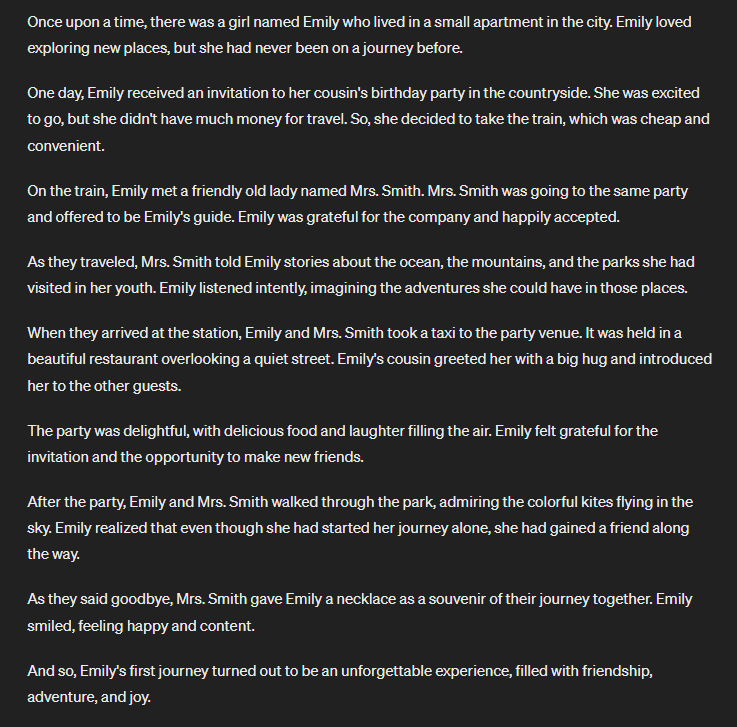 Once upon a time, there was a girl named Emily who lived in a small apartment in the city. Emily loved
exploring new places, but she had never been on a journey before.
One day, Emily received an invitation to her cousin's birthday party in the countryside. She was excited
to go, but she didn't have much money for travel. So, she decided to take the train, which was cheap and
convenient.
On the train, Emily met a friendly old lady named Mrs. Smith. Mrs. Smith was going to the same party
and offered to be Emily's guide. Emily was grateful for the company and happily accepted.
As they traveled, Mrs. Smith told Emily stories about the ocean, the mountains, and the parks she had
visited in her youth. Emily listened intently, imagining the adventures she could have in those places.
When they arrived at the station, Emily and Mrs. Smith took a taxi to the party venue. It was held in a
beautiful restaurant overlooking a quiet street. Emily's cousin greeted her with a big hug and introduced
her to the other guests.
The party was delightful, with delicious food and laughter filling the air. Emily felt grateful for the
invitation and the opportunity to make new friends.
After the party, Emily and Mrs. Smith walked through the park, admiring the colorful kites flying in the
sky. Emily realized that even though she had started her journey alone, she had gained a friend along
the way.
As they said goodbye, Mrs. Smith gave Emily a necklace as a souvenir of their journey together. Emily
smiled, feeling happy and content.
And so, Emily's first journey turned out to be an unforgettable experience, filled with friendship,
adventure, and joy.